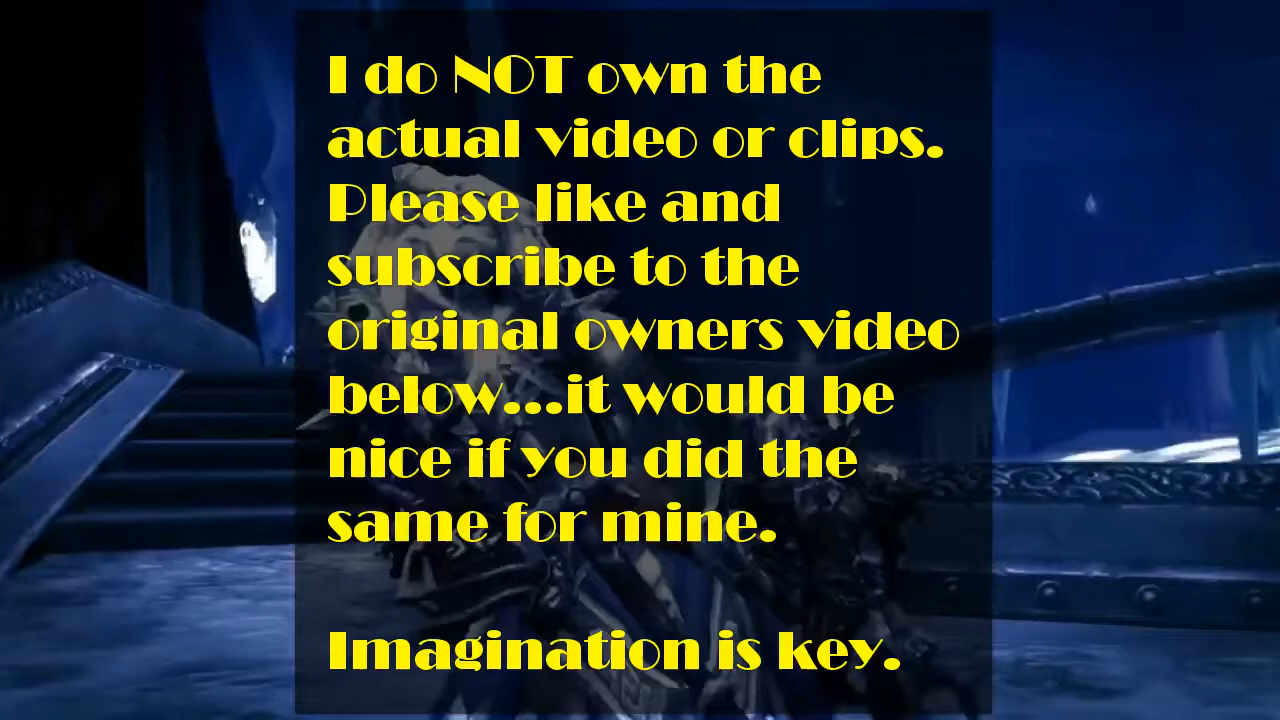 I do NOT own the
actual video or clips.
Please like and
subscribe to the
original owners video
below...it would be
nice if you did the
same for mine.
Imagination is key.